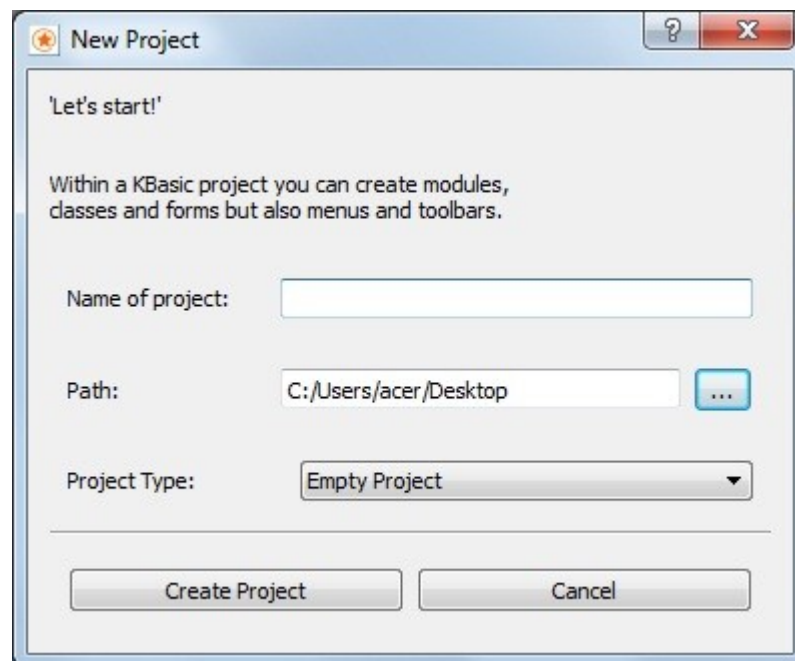 New Project
'Let's start!'
Within a KBasic project you can create modules,
classes and forms but also menus and toolbars.
Name of project:
Path: C:/Users/acer/Desktop ...
Project Type: Empty Project
Create Project Cancel